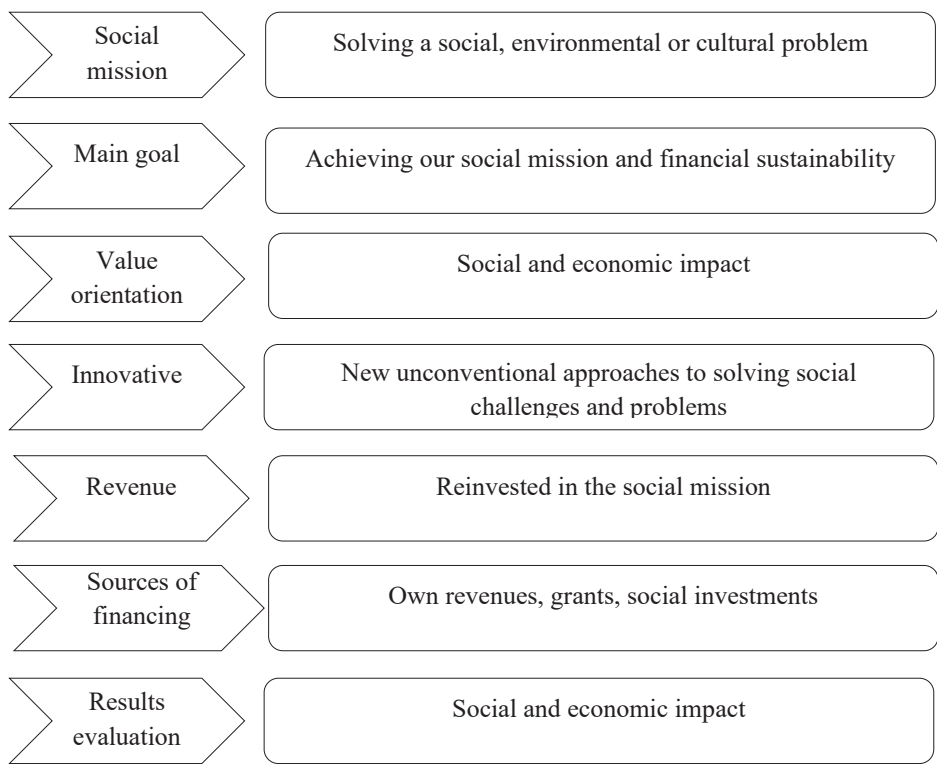 Social
mission
Solving a social, environmental or cultural problem
Main goal
Achieving our social mission and financial sustainability
Value
orientation
Social and economic impact
Innovative
New unconventional approaches to solving social
challenges and problems
Revenue
Reinvested in the social mission
Sources of
financing
Own revenues, grants, social investments
Results
evaluation
Social and economic impact